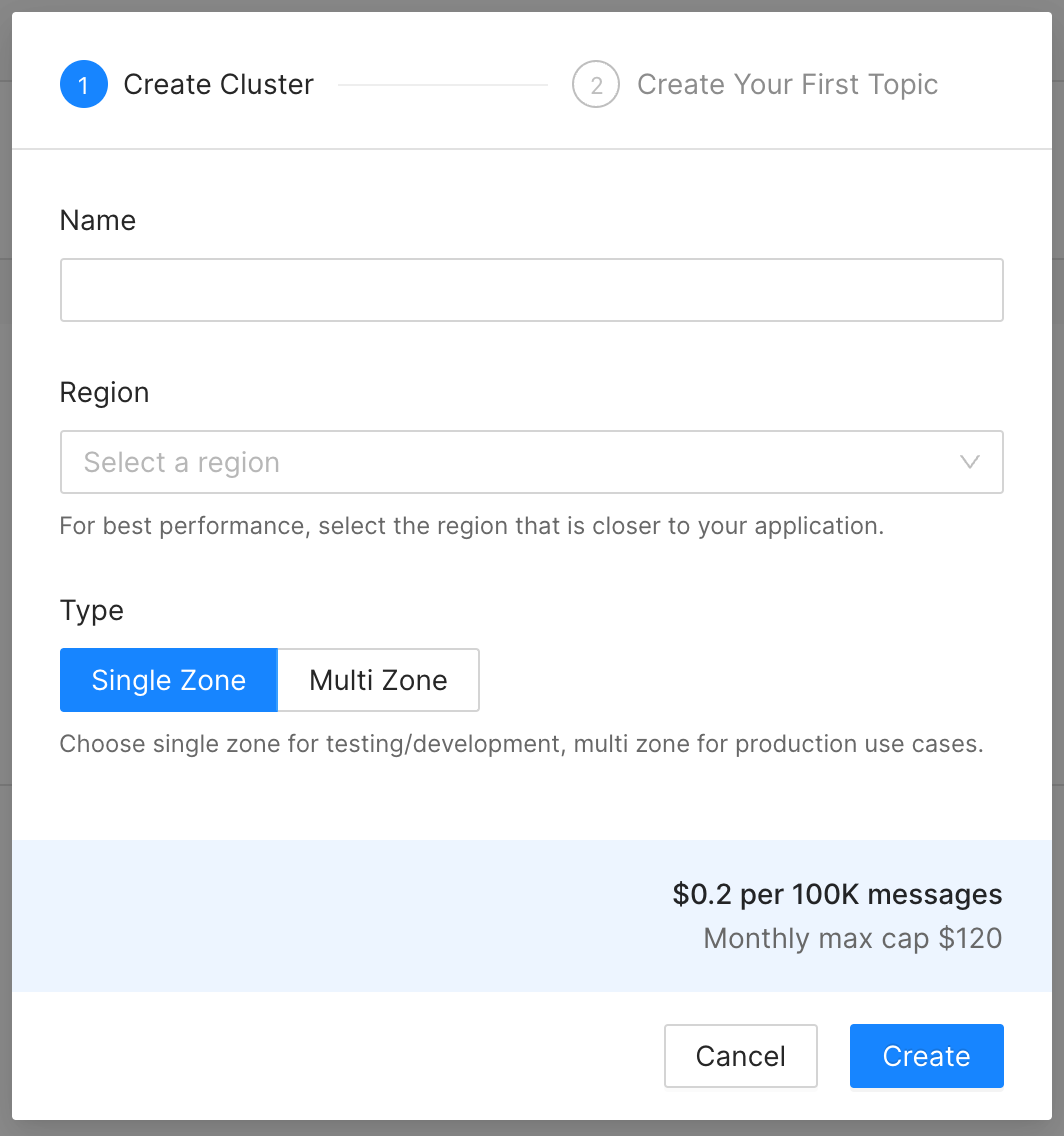 1 Create Cluster 2 Create Your First Topic
Name
Region
Select a region
For best performance, select the region that is closer to your application.
Type
Single Zone Multi Zone
Choose single zone for testing/development, multi zone for production use cases.
$0.2 per 100K messages
Monthly max cap $120
Cancel Create